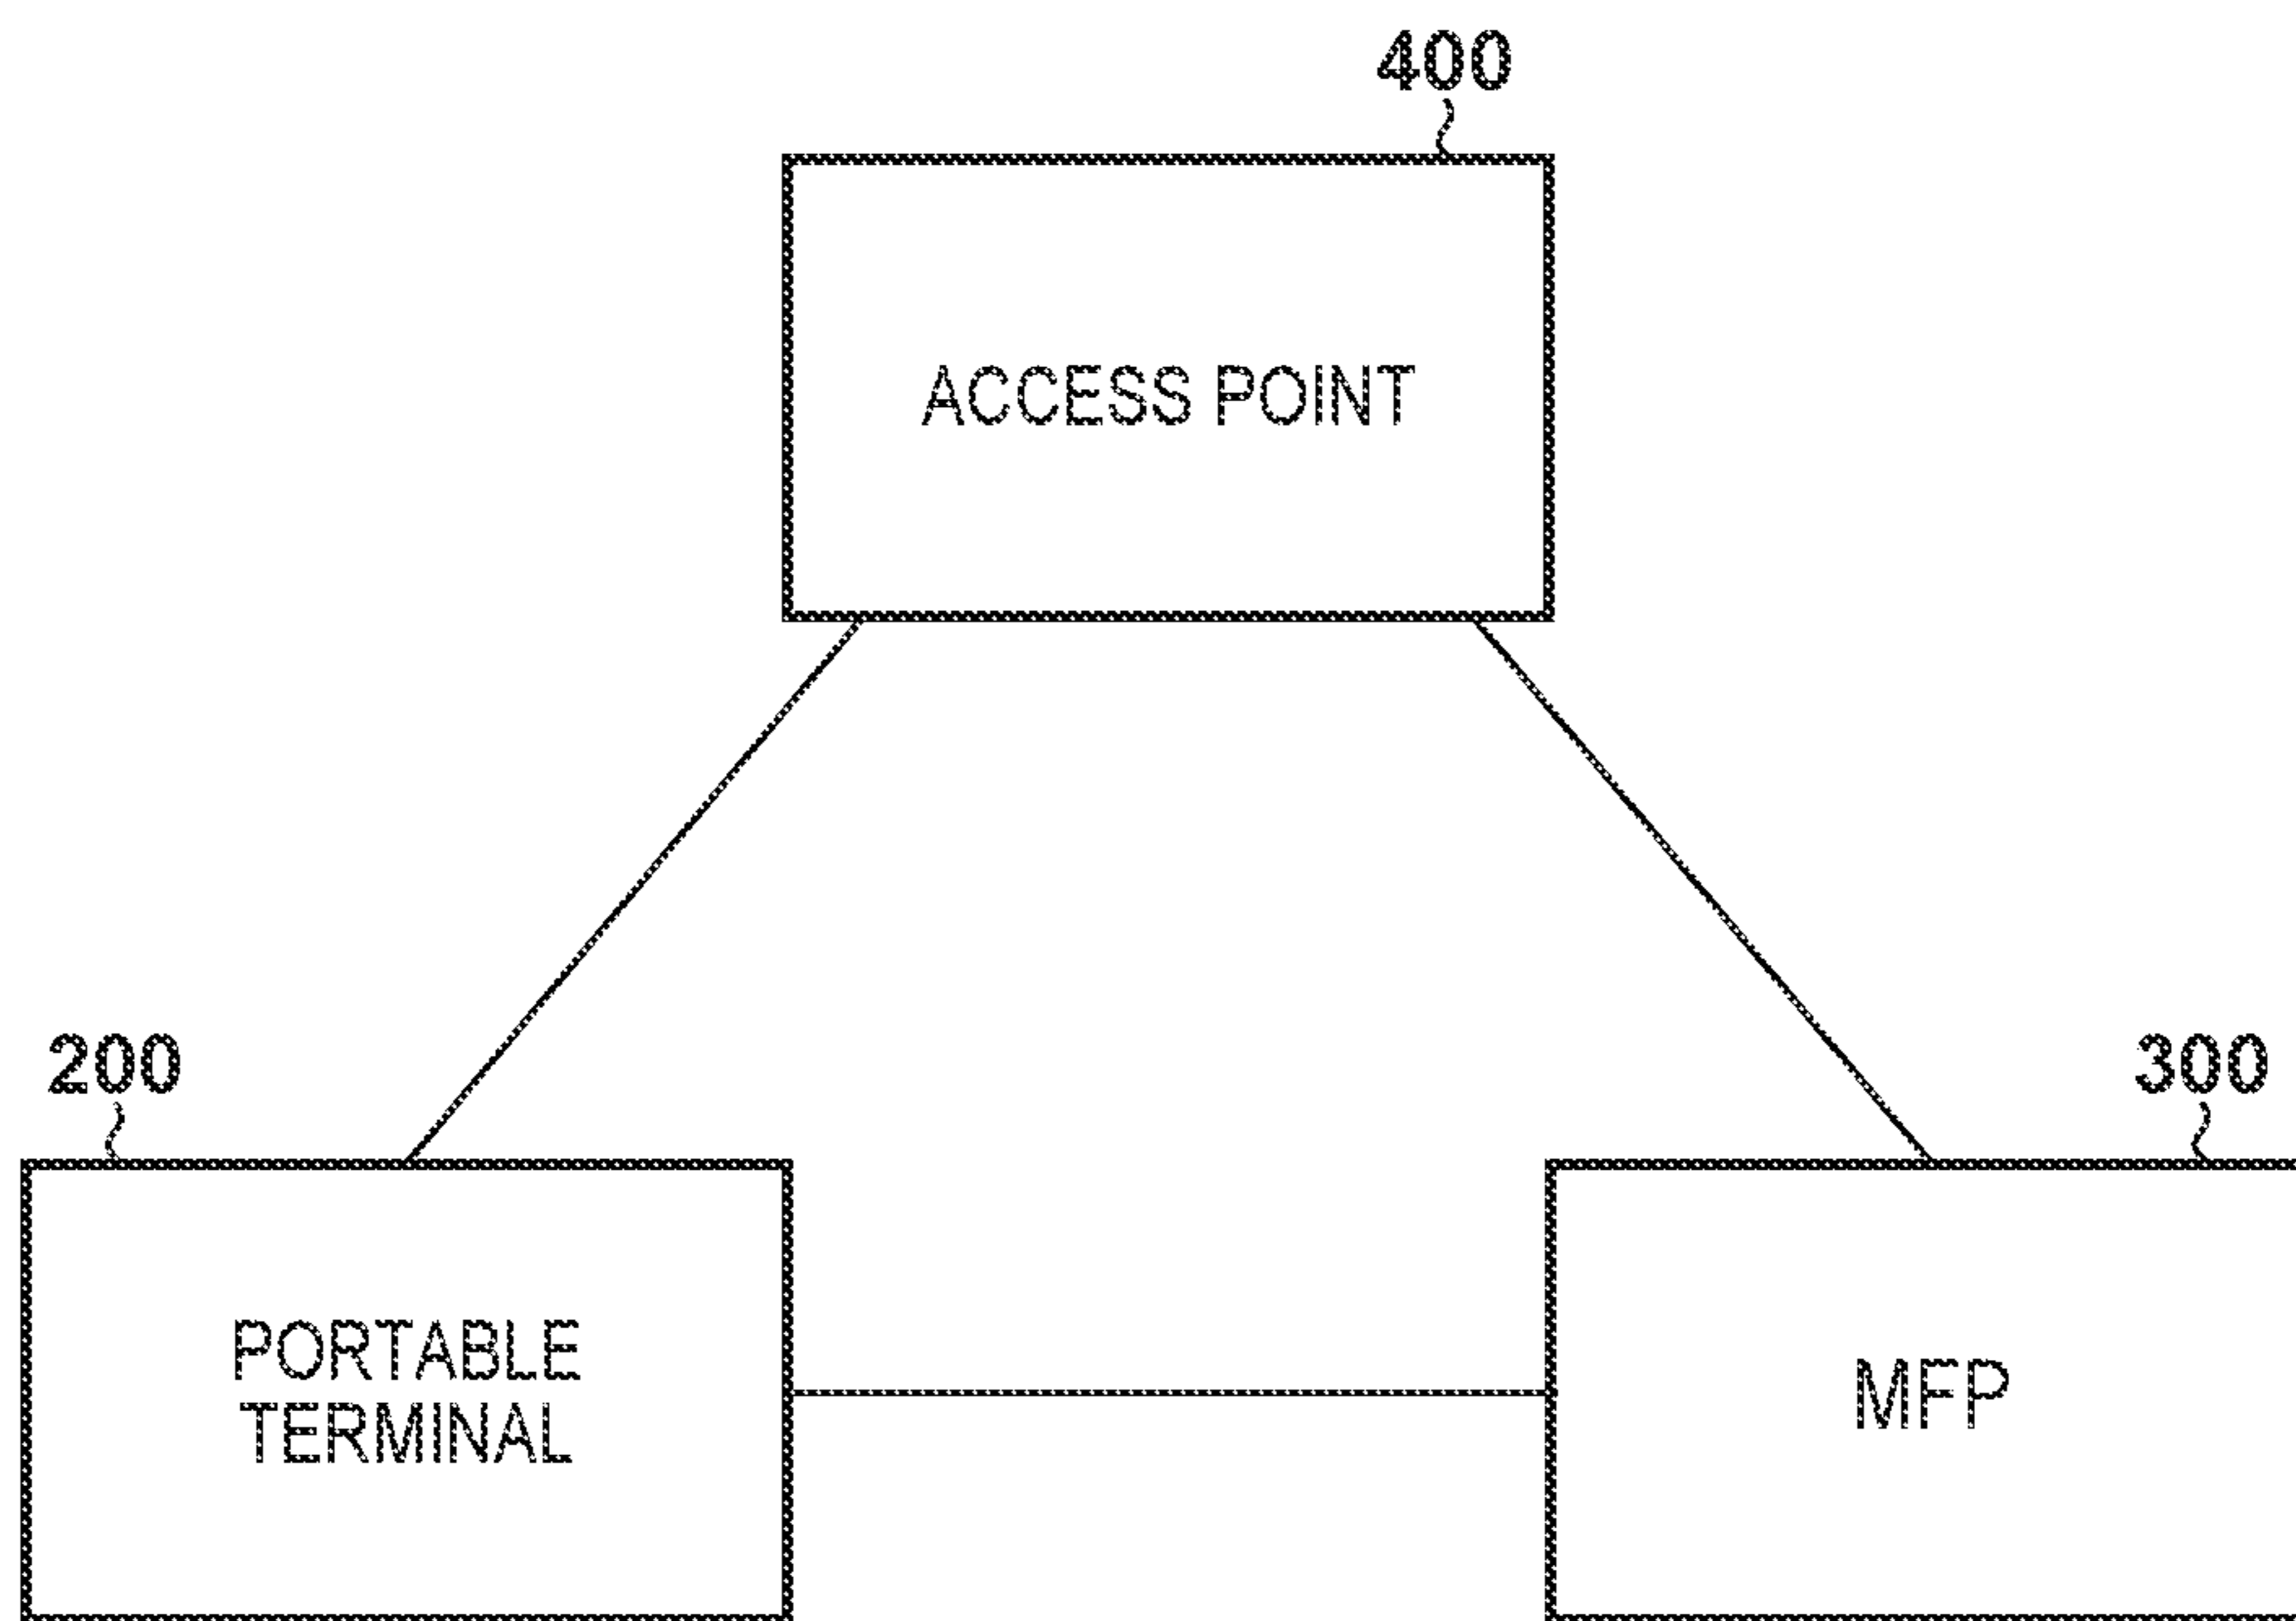 400
ACCESS POINT
200
300
PORTABLE
TERMINAL
MFP